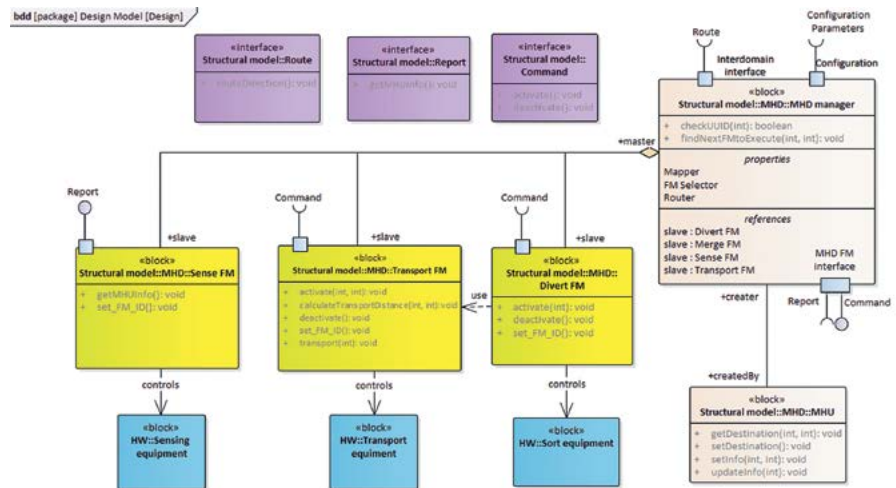 bdd [package] Design Model [Design]
«interface»
Structural model::Route
+ routeDirection(): void
«interface»
Structural model::Report
+ getMHUInfo(): void
«interface»
Structural model::
Command
+ activate(): void
+ deactivate(): void
Route
Configuration
Parameters
Interdomain
interface
Configuration
«block»
Structural model::MHD::MHD manager
+ checkUUID(int): boolean
+ findNextFMtoExecute(int, int): void
properties
Mapper
FM Selector
Router
references
slave : Divert FM
slave : Merge FM
slave : Sense FM
slave : Transport FM
MHD FM
interface
Report
Command
+master
Report
+slave
«block»
Structural model::MHD::Sense FM
+ getMHUInfo(): void
+ set_FM_ID(): void
Command
+slave
«block»
Structural model::MHD::Transport FM
+ activate(int, int): void
+ calculateTransportDistance(int, int): void
+ deactivate(): void
+ set_FM_ID(): void
+ transport(int): void
use
Command
+slave
«block»
Structural model::MHD::
Divert FM
+ activate(int): void
+ deactivate(): void
+ set_FM_ID(): void
+creater
+createdBy
controls
controls
controls
«block»
HW::Sensing
equipment
«block»
HW::Transport
equiment
«block»
HW::Sort equipment
«block»
Structural model::MHD::MHU
+ getDestination(int, int): void
+ setDestination(): void
+ setInfo(int, int): void
+ updateInfo(int): void